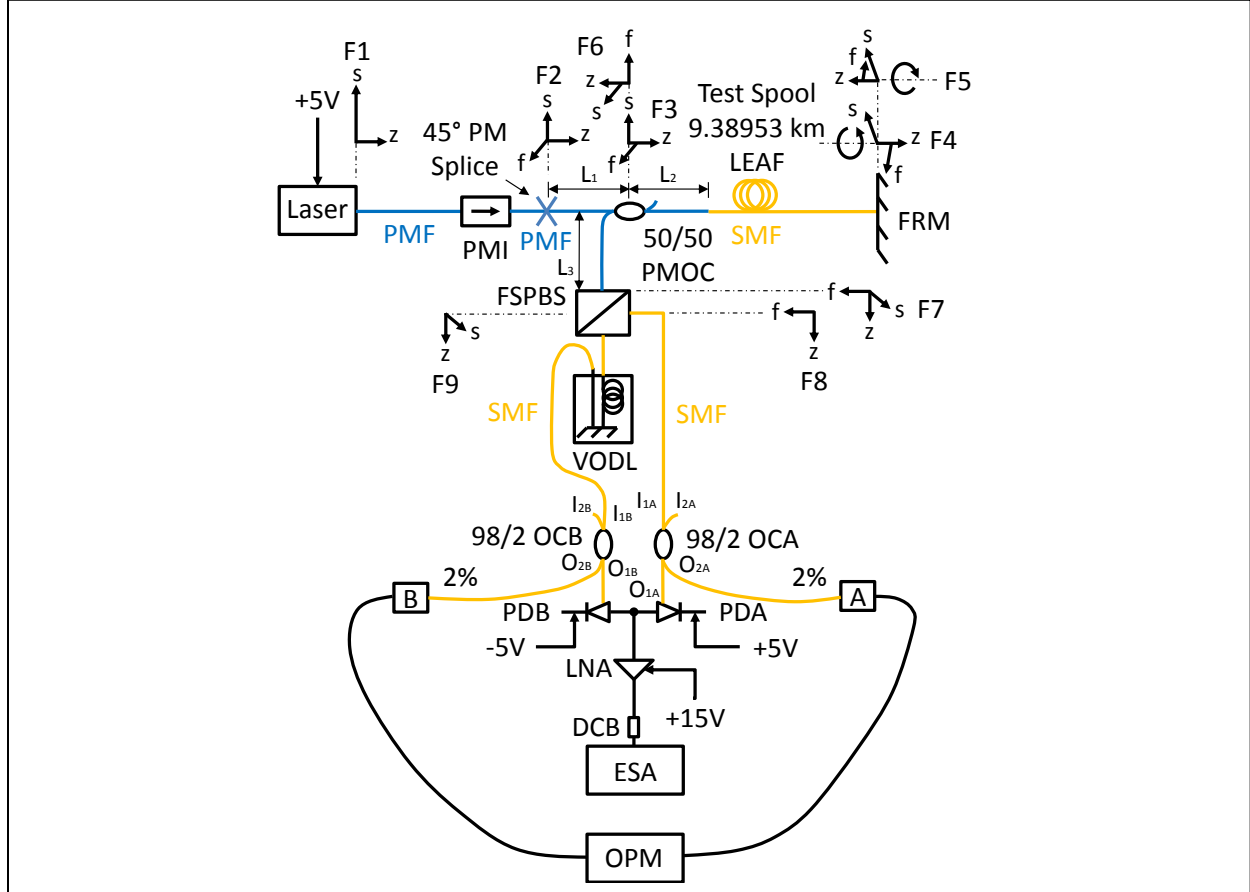 F1
s
z
+5V
Laser
PMF
PMI
45° PM
Splice
F2
s
z
f
F6
f
z
s
F3
s
z
f
L1
L2
PMF
L3
50/50
PMOC
Test Spool
9.38953 km
LEAF
SMF
s
f
z
F5
s
z
F4
f
FRM
FSPBS
f
s
F7
z
f
z
F8
s
z
F9
SMF
SMF
VODL
I2B
I1B
I1A
I2A
98/2 OCB
98/2 OCA
O2B
O1B
O2A
O1A
2%
2%
B
A
PDB
PDA
-5V
+5V
LNA
+15V
DCB
ESA
OPM